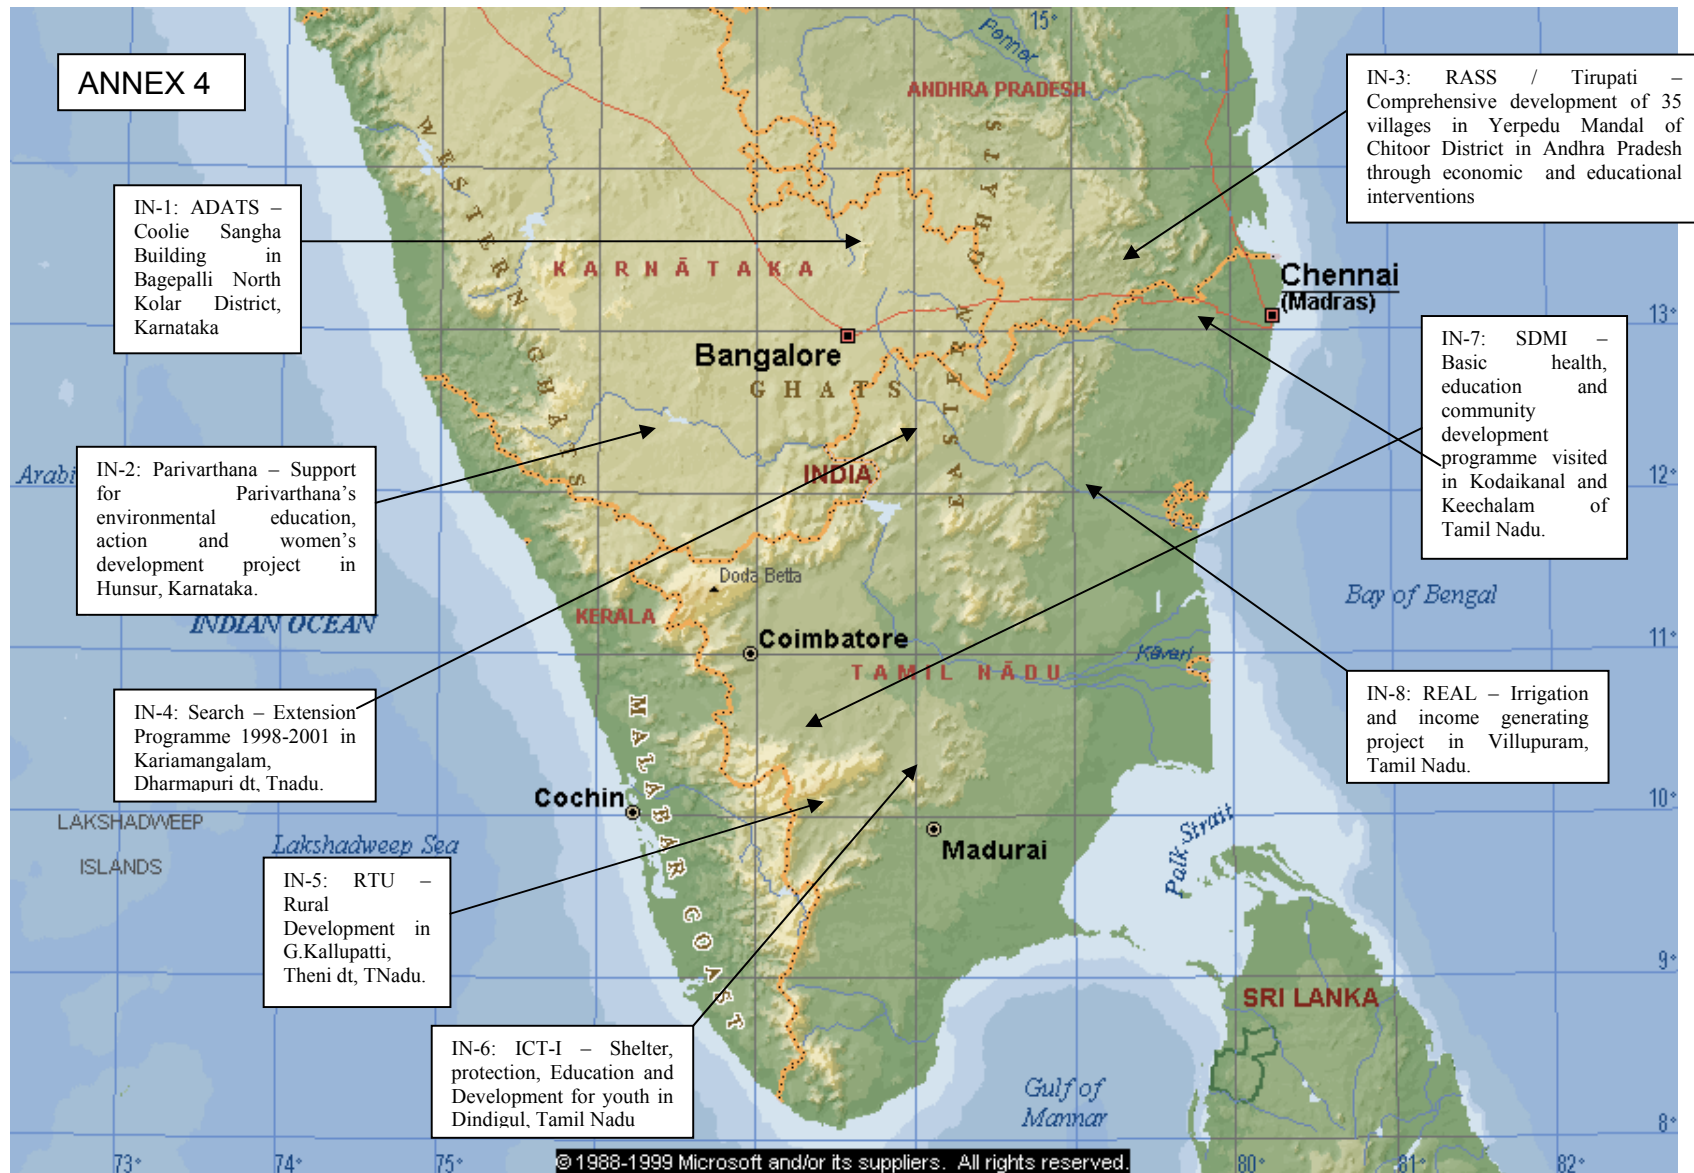 ANNEX 4
15°
Penner
ANDHRA PRADESH
IN-3: RASS / Tirupati –
Comprehensive development of 35
villages in Yerpedu Mandal of
Chitoor District in Andhra Pradesh
through economic and educational
interventions
WESTERN GHATS
EASTERN GHATS
IN-1: ADATS –
Coolie Sangha
Building in
Bagepalli North
Kolar District,
Karnataka
KARNĀTAKA
Chennai
(Madras)
13°
Bangalore
GHATS
IN-7: SDMI –
Basic health,
education and
community
development
programme visited
in Kodaikanal and
Keechalam of
Tamil Nadu.
IN-2: Parivarthana – Support
for Parivarthana's
environmental education,
action and women's
development project in
Hunsur, Karnataka.
Arabi
INDIA
12°
Doda Betta
Bay of Bengal
KERALA
INDIAN OCEAN
11°
Coimbatore
TAMIL NĀDU
Kāveri
IN-4: Search – Extension
Programme 1998-2001 in
Kariamangalam,
Dharmapuri dt, Tnadu.
IN-8: REAL – Irrigation
and income generating
project in Villupuram,
Tamil Nadu.
MALABAR COAST
Cochin
10°
LAKSHADWEEP
ISLANDS
Lakshadweep Sea
Madurai
Palk Strait
IN-5: RTU –
Rural
Development in
G.Kallupatti,
Theni dt, TNadu.
9°
SRI LANKA
IN-6: ICT-I – Shelter,
protection, Education and
Development for youth in
Dindigul, Tamil Nadu
Gulf of
Mannar
8°
73°
74°
75°
© 1988-1999 Microsoft and/or its suppliers. All rights reserved.
80°
81°
82°